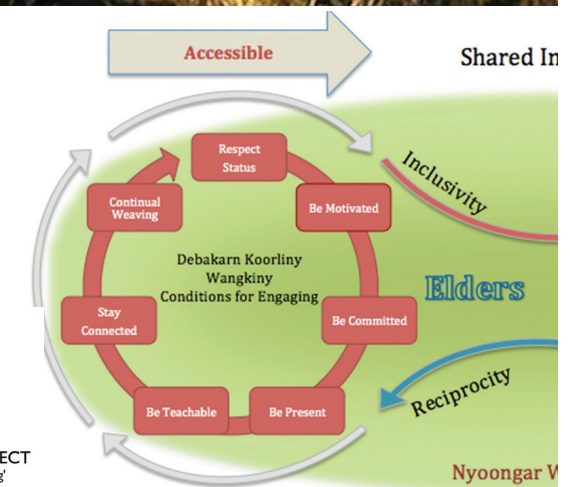 Accessible
Shared In
Inclusivity
Respect
Status
Be Motivated
Be Committed
Be Present
Be Teachable
Stay
Connected
Continual
Weaving
Debakarn Koorliny
Wangkiny
Conditions for Engaging
Elders
Reciprocity
Nyoongar W
ECT
g'